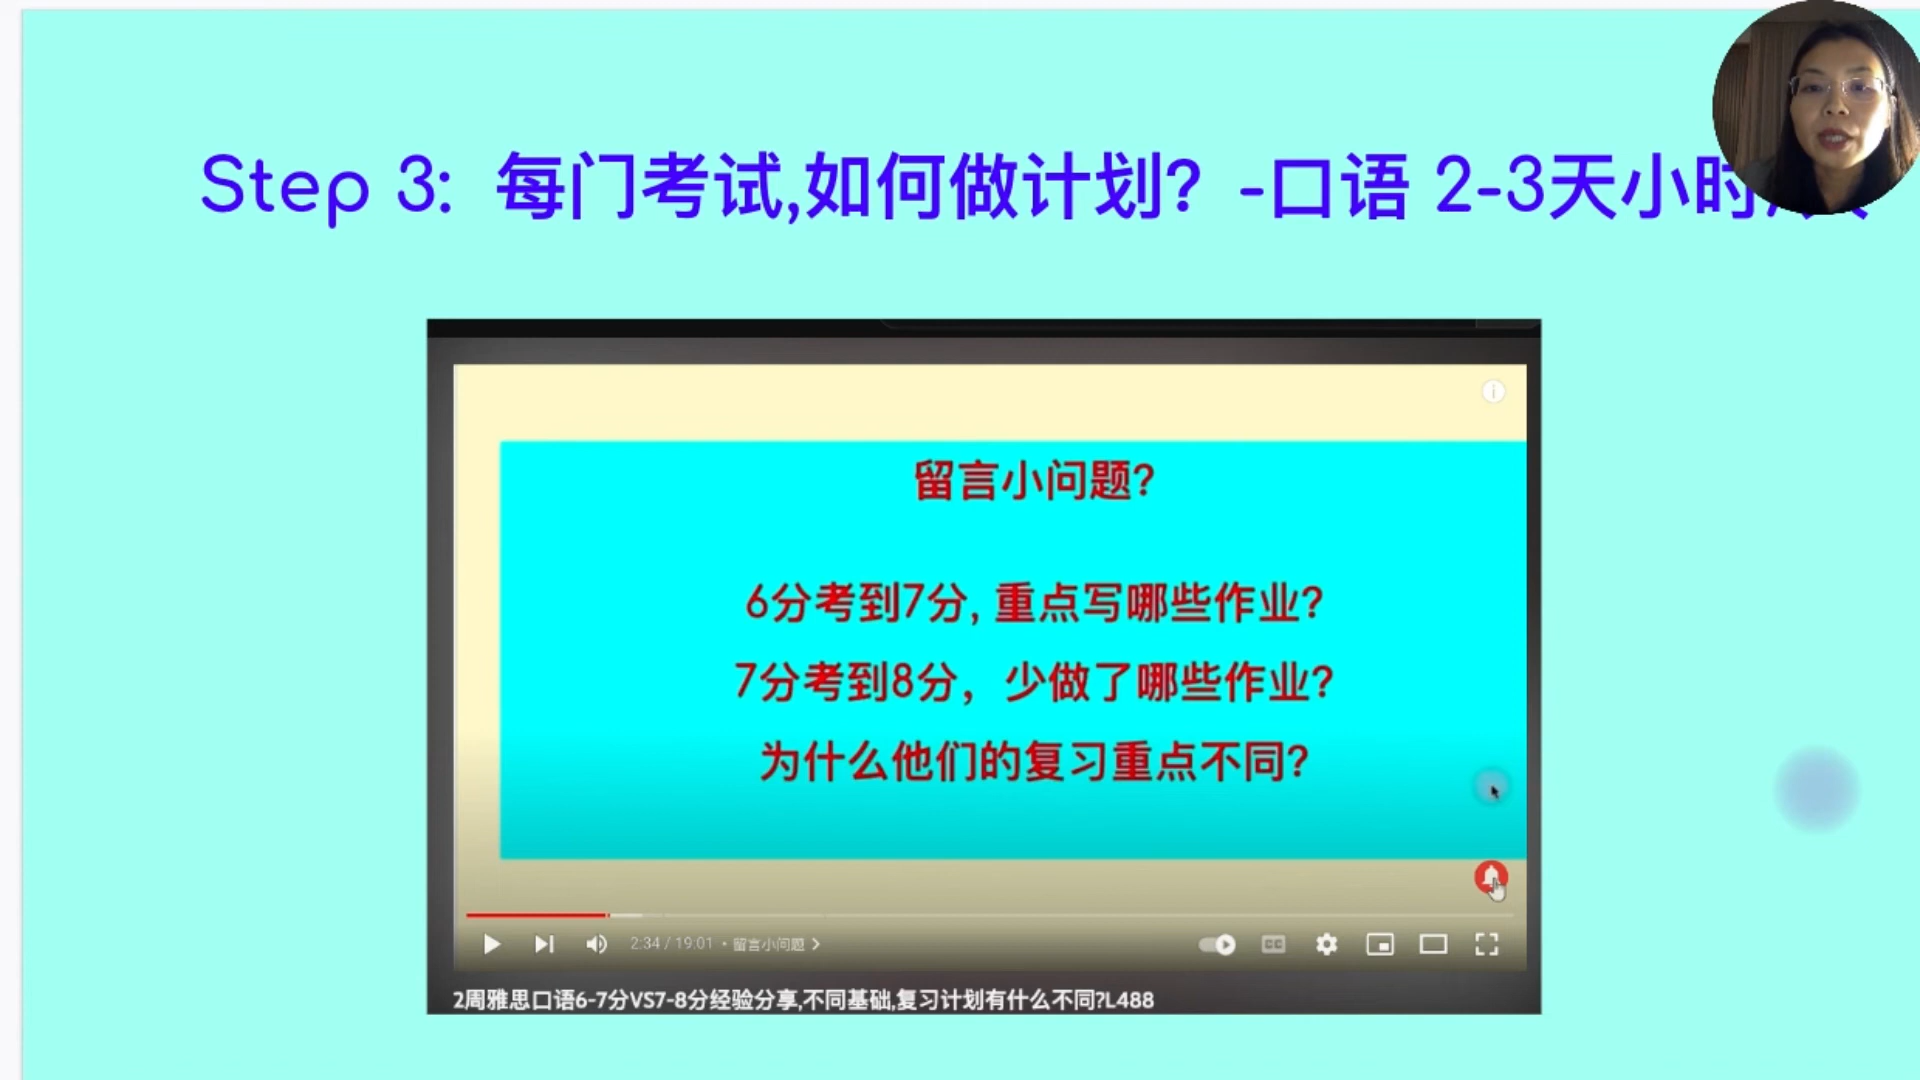 Step 3: 每门考试,如何做计划? -口语 2-3天小时
留言小问题?
6分考到7分, 重点写哪些作业?
7分考到8分，少做了哪些作业?
为什么他们的复习重点不同?
2:34 / 19:01 • 留言小问题 >
CC
2周雅思口语6-7分VS7-8分经验分享,不同基础,复习计划有什么不同?L488